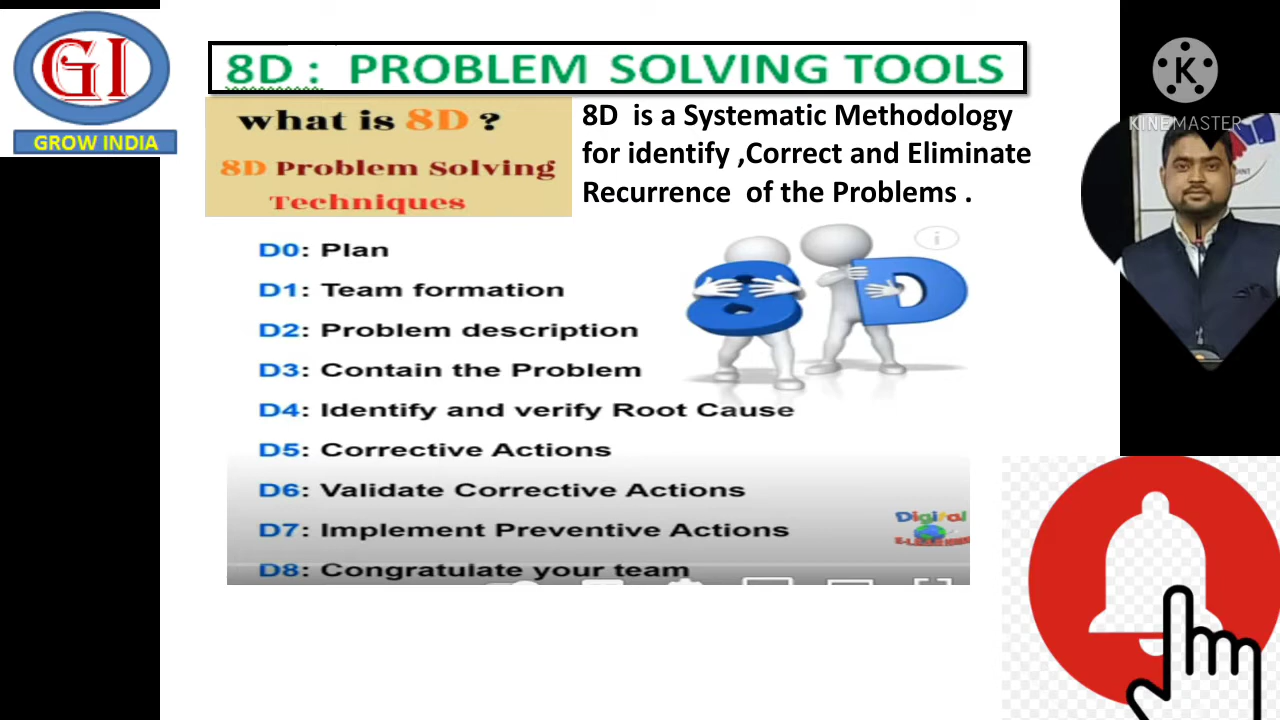 GI
GROW INDIA
8D : PROBLEM SOLVING TOOLS
what is 8D ?
8D Problem Solving
Techniques
8D is a Systematic Methodology
for identify ,Correct and Eliminate
Recurrence of the Problems .
K
KINEMASTER
D0: Plan
D1: Team formation
D2: Problem description
D3: Contain the Problem
D4: Identify and verify Root Cause
D5: Corrective Actions
D6: Validate Corrective Actions
D7: Implement Preventive Actions
D8: Congratulate your team
8D
i
Digital